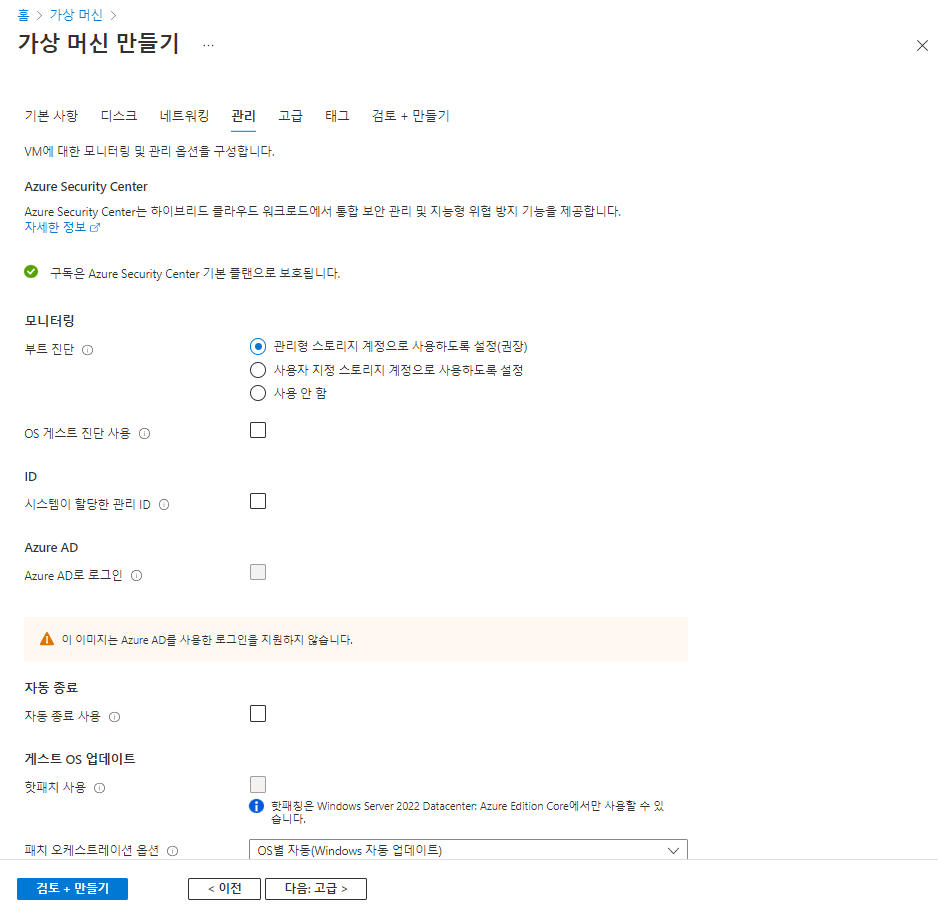 홈 > 가상 머신 >
가상 머신 만들기 ...
기본 사항 디스크 네트워킹 관리 고급 태그 검토 + 만들기
VM에 대한 모니터링 및 관리 옵션을 구성합니다.
Azure Security Center
Azure Security Center는 하이브리드 클라우드 워크로드에서 통합 보안 관리 및 지능형 위협 방지 기능을 제공합니다.
자세한 정보
구독은 Azure Security Center 기본 플랜으로 보호됩니다.
모니터링
부트 진단
관리형 스토리지 계정으로 사용하도록 설정(권장)
사용자 지정 스토리지 계정으로 사용하도록 설정
사용 안 함
OS 게스트 진단 사용
ID
시스템이 할당한 관리 ID
Azure AD
Azure AD로 로그인
이 이미지는 Azure AD를 사용한 로그인을 지원하지 않습니다.
자동 종료
자동 종료 사용
게스트 OS 업데이트
핫패치 사용
핫패칭은 Windows Server 2022 Datacenter: Azure Edition Core에서만 사용할 수 있
습니다.
패치 오케스트레이션 옵션 OS별 자동(Windows 자동 업데이트)
검토 + 만들기 < 이전 다음: 고급 >